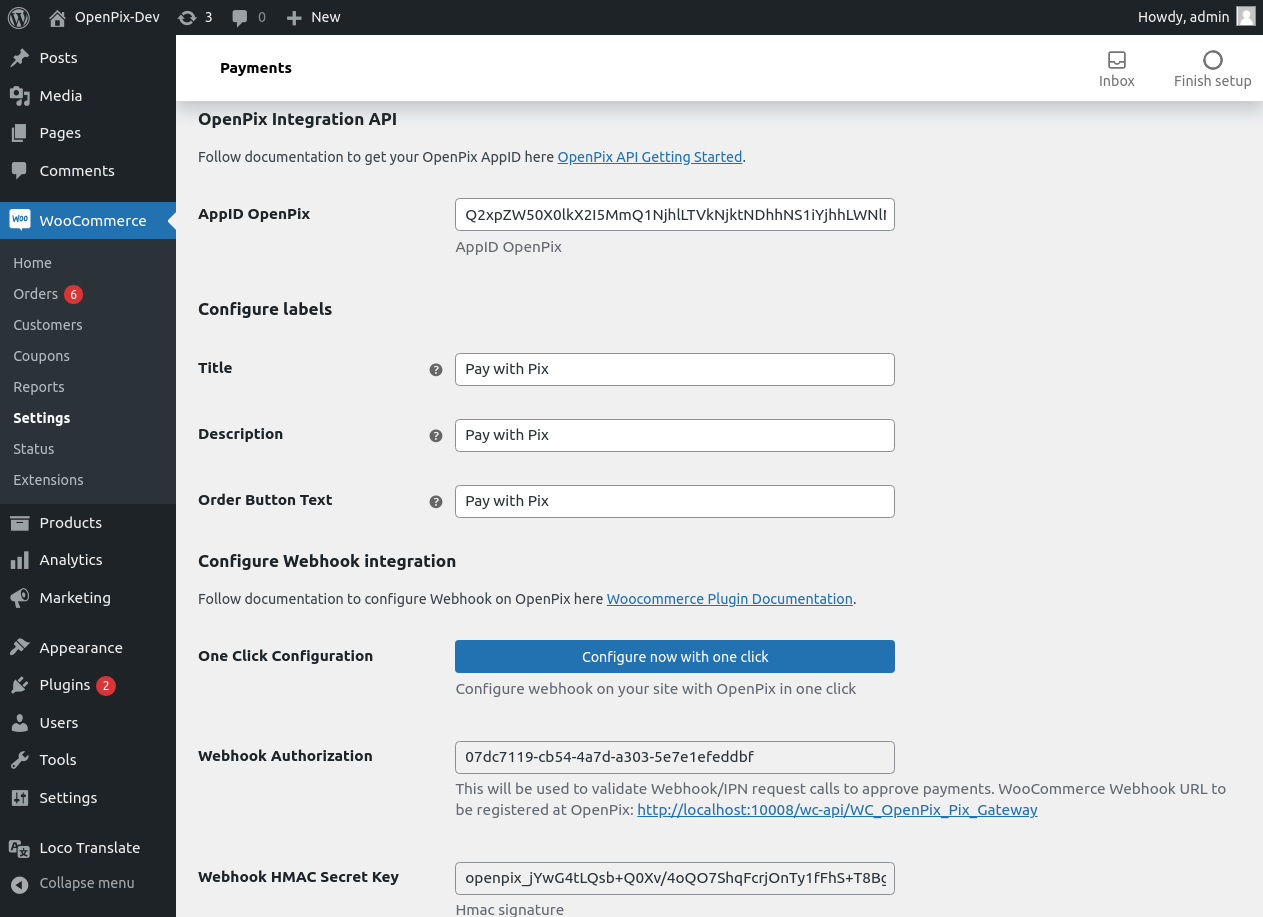 OpenPix-Dev 3 0 New Howdy, admin
Posts
Media
Pages
Comments
WooCommerce
Home
Orders 6
Customers
Coupons
Reports
Settings
Status
Extensions
Products
Analytics
Marketing
Appearance
Plugins 2
Users
Tools
Settings
Loco Translate
Collapse menu
Payments
Inbox
Finish setup
OpenPix Integration API
Follow documentation to get your OpenPix AppID here OpenPix API Getting Started.
AppID OpenPix
AppID OpenPix
Configure labels
Title
Pay with Pix
Description
Pay with Pix
Order Button Text
Pay with Pix
Configure Webhook integration
Follow documentation to configure Webhook on OpenPix here Woocommerce Plugin Documentation.
One Click Configuration
Configure now with one click
Configure webhook on your site with OpenPix in one click
Webhook Authorization
07dc7119-cb54-4a7d-a303-5e7e1efeddbf
This will be used to validate Webhook/IPN request calls to approve payments. WooCommerce Webhook URL to
be registered at OpenPix: http://localhost:10008/wc-api/WC_OpenPix_Pix_Gateway
Webhook HMAC Secret Key
Hmac signature